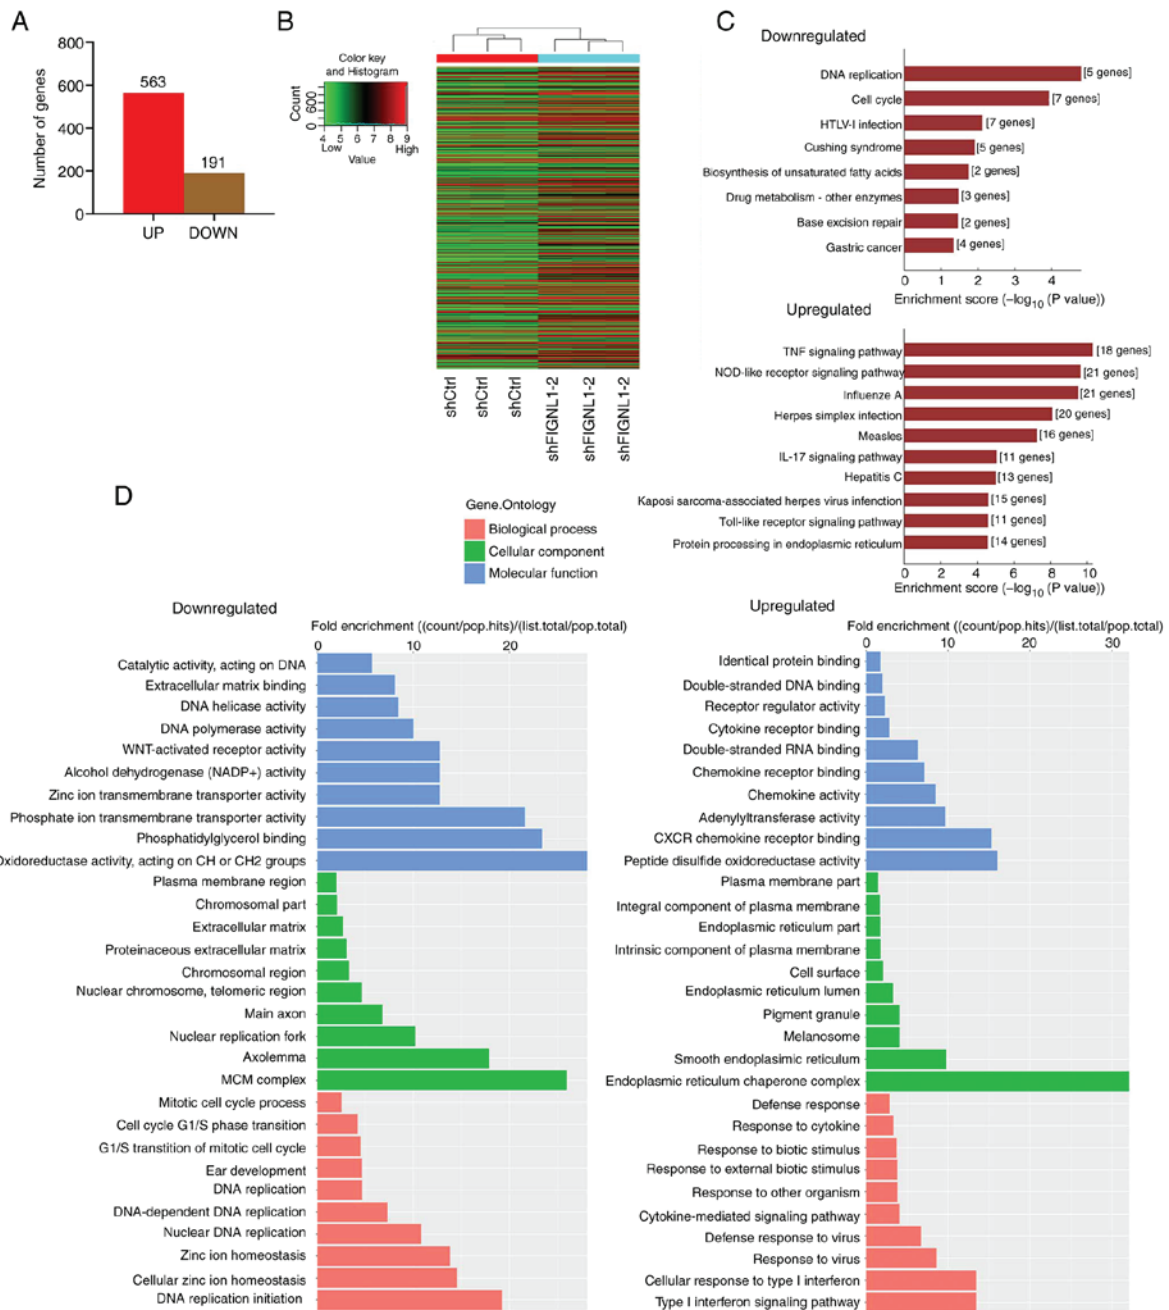 A
Number of genes
800
600
400
200
0
563
191
UP DOWN
B
Color key
and Histogram
Count
0 600
4 5 6 7 8 9
Low High
Value
shCtrl
shCtrl
shCtrl
shFIGNL1-2
shFIGNL1-2
shFIGNL1-2
C
Downregulated
DNA replication [5 genes]
Cell cycle [7 genes]
HTLV-I infection [7 genes]
Cushing syndrome [5 genes]
Biosynthesis of unsaturated fatty acids [2 genes]
Drug metabolism - other enzymes [3 genes]
Base excision repair [2 genes]
Gastric cancer [4 genes]
0 1 2 3 4
Enrichment score (−log10 (P value))
Upregulated
TNF signaling pathway [18 genes]
NOD-like receptor signaling pathway [21 genes]
Influenze A [21 genes]
Herpes simplex infection [20 genes]
Measles [16 genes]
IL-17 signaling pathway [11 genes]
Hepatitis C [13 genes]
Kaposi sarcoma-associated herpes virus infenction [15 genes]
Toll-like receptor signaling pathway [11 genes]
Protein processing in endoplasmic reticulum [14 genes]
0 2 4 6 8 10
Enrichment score (−log10 (P value))
D
Gene.Ontology
Biological process
Cellular component
Molecular function
Downregulated
Fold encrichment ((count/pop.hits)/(list.total/pop.total)
0 10 20
Catalytic activity, acting on DNA
Extracellular matrix binding
DNA helicase activity
DNA polymerase activity
WNT-activated receptor activity
Alcohol dehydrogenase (NADP+) activity
Zinc ion transmembrane transporter activity
Phosphate ion transmembrane transporter activity
Phosphatidylglycerol binding
Oxidoreductase activity, acting on CH or CH2 groups
Plasma membrane region
Chromosomal part
Extracellular matrix
Proteinaceous extracellular matrix
Chromosomal region
Nuclear chromosome, telomeric region
Main axon
Nuclear replication fork
Axolemma
MCM complex
Mitotic cell cycle process
Cell cycle G1/S phase transition
G1/S transtition of mitotic cell cycle
Ear development
DNA replication
DNA-dependent DNA replication
Nuclear DNA replication
Zinc ion homeostasis
Cellular zinc ion homeostasis
DNA replication initiation
Upregulated
Fold enrichment ((count/pop.hits)/(list.total/pop.total)
0 10 20 30
Identical protein binding
Double-stranded DNA binding
Receptor regulator activity
Cytokine receptor binding
Double-stranded RNA binding
Chemokine receptor binding
Chemokine activity
Adenylyltransferase activity
CXCR chemokine receptor binding
Peptide disulfide oxidoreductase activity
Plasma membrane part
Integral component of plasma membrane
Endoplasmic reticulum part
Intrinsic component of plasma membrane
Cell surface
Endoplasmic reticulum lumen
Pigment granule
Melanosome
Smooth endoplasimic reticulum
Endoplasmic reticulum chaperone complex
Defense response
Response to cytokine
Response to biotic stimulus
Response to external biotic stimulus
Response to other organism
Cytokine-mediated signaling pathway
Defense response to virus
Response to virus
Cellular response to type I interferon
Type I interferon signaling pathway